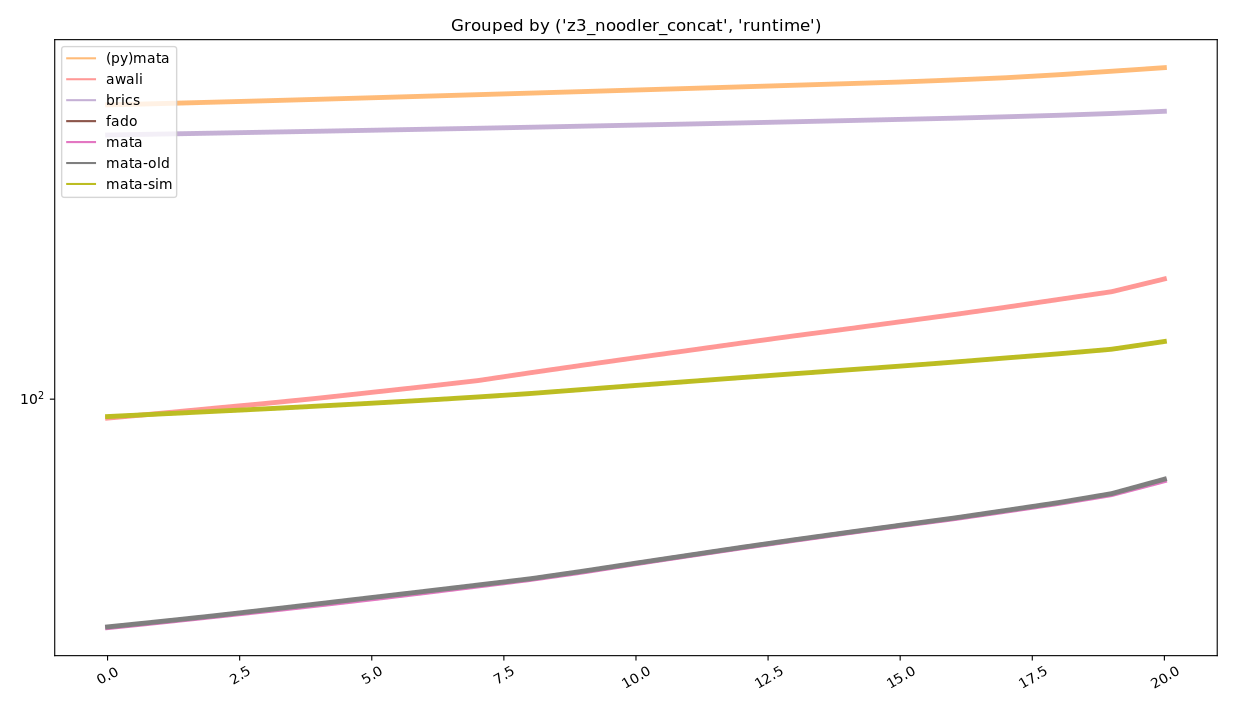 Grouped by ('z3_noodler_concat', 'runtime')
(py)mata
awali
brics
fado
mata
mata-old
mata-sim
10²
0.0
2.5
5.0
7.5
10.0
12.5
15.0
17.5
20.0